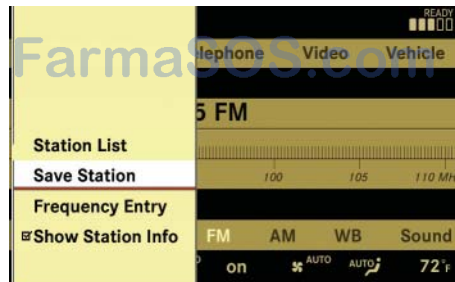 READY
FarmaSOS.com
elephone Video Vehicle
5 FM
Station List
Save Station
100 105 110 MH
Frequency Entry
Show Station Info
FM AM WB Sound
on AUTO AUTO 72°F